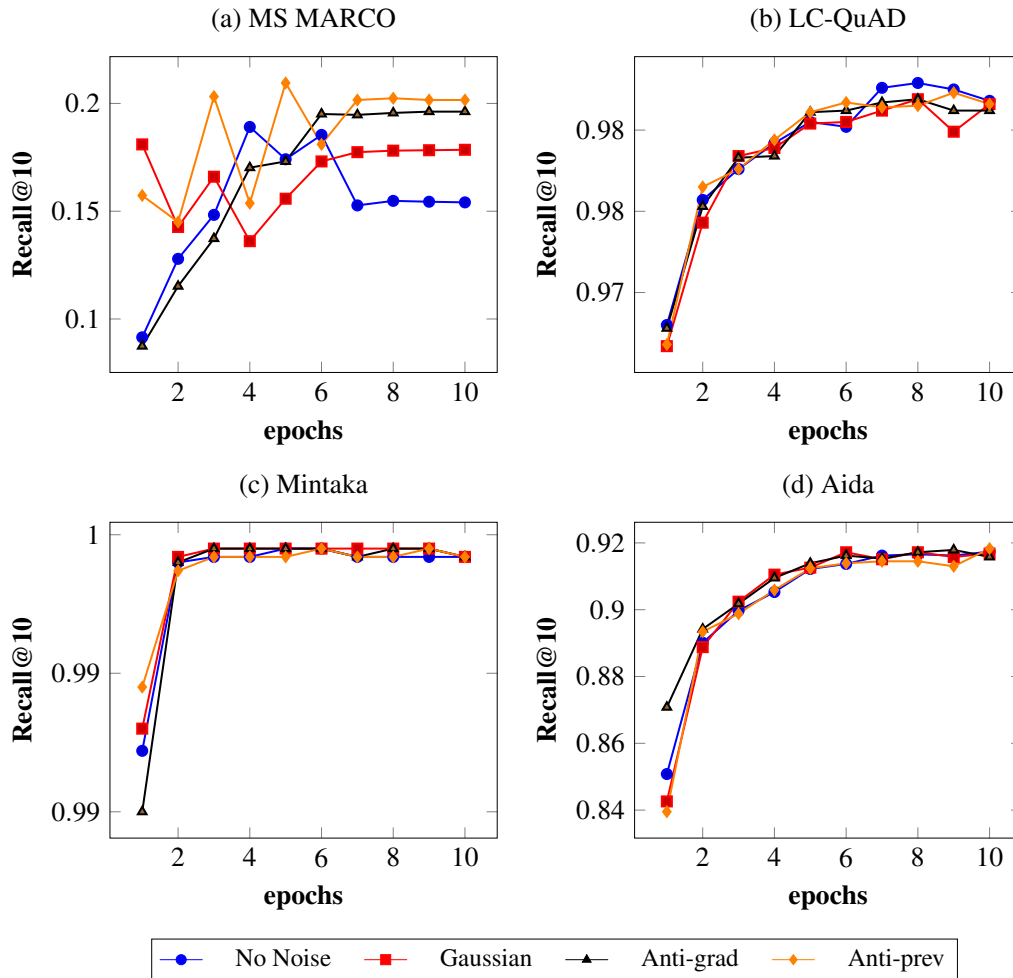 (a) MS MARCO
0.2
0.15
0.1
Recall@10
2 4 6 8 10
epochs
(b) LC-QuAD
0.98
0.98
0.97
Recall@10
2 4 6 8 10
epochs
(c) Mintaka
1
0.99
0.99
Recall@10
2 4 6 8 10
epochs
(d) Aida
0.92
0.9
0.88
0.86
0.84
Recall@10
2 4 6 8 10
epochs
No Noise Gaussian Anti-grad Anti-prev